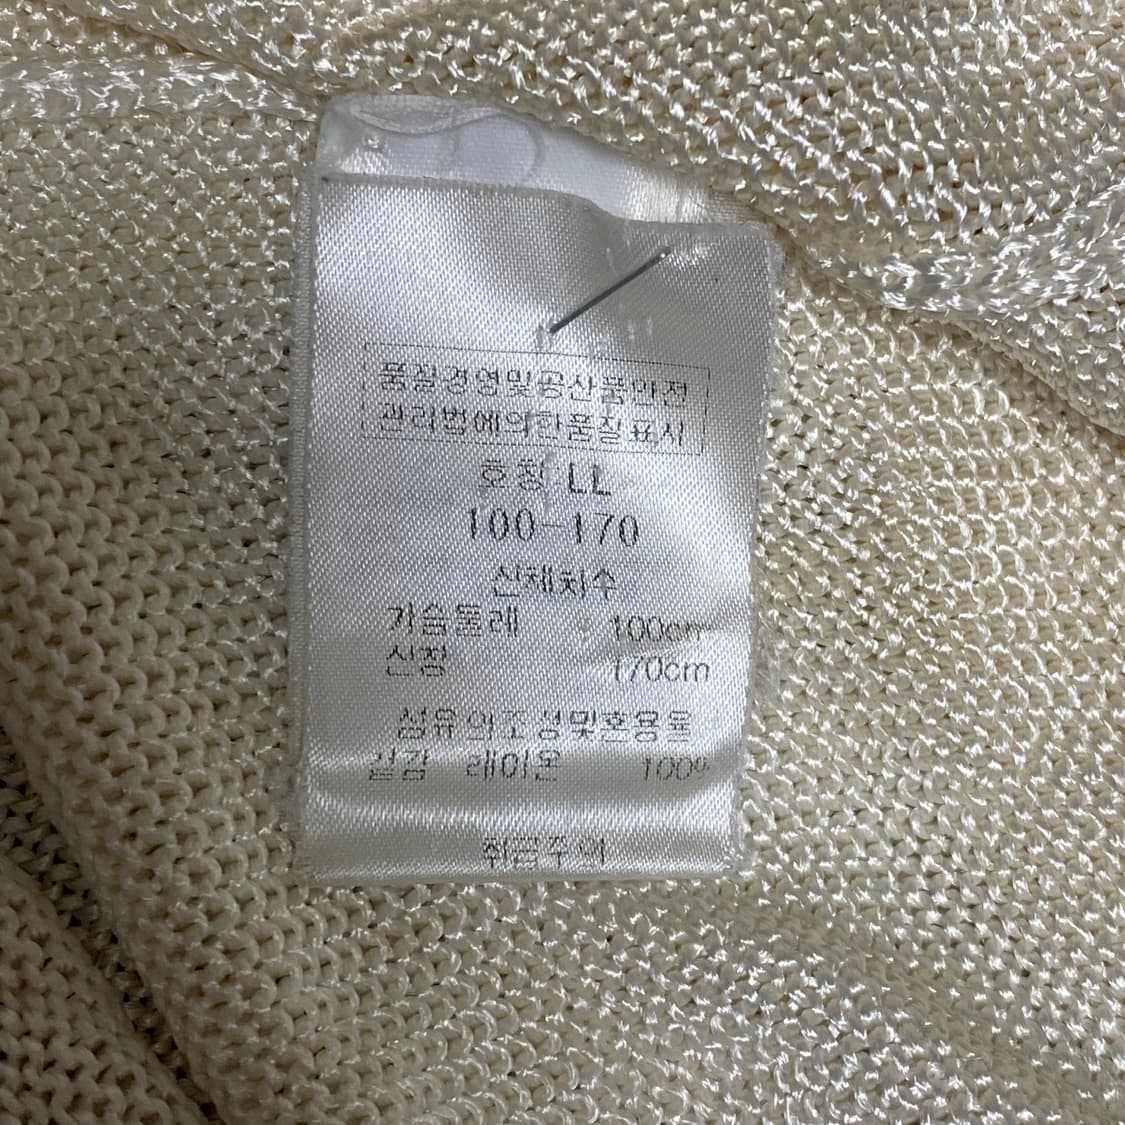 품질경영및공산품안전
관리법에의한품질표시
호칭 LL
100-170
신체치수
가슴둘레 : 100cm
신장 170cm
섬유의조성및혼용율
겉감 레이온 100%
취급주의